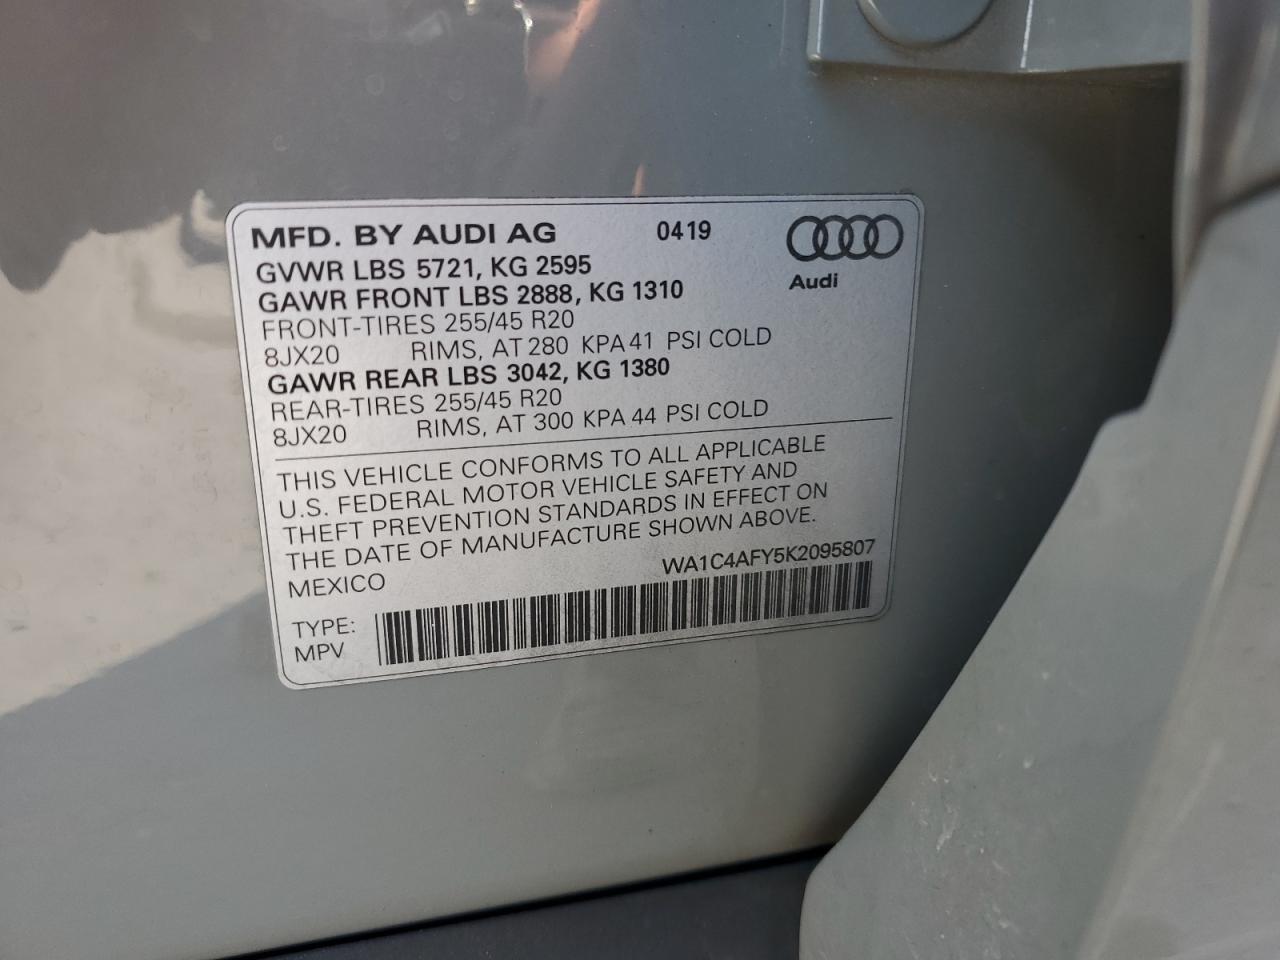 MFD. BY AUDI AG 0419
Audi
GVWR LBS 5721, KG 2595
GAWR FRONT LBS 2888, KG 1310
FRONT-TIRES 255/45 R20
8JX20 RIMS, AT 280 KPA 41 PSI COLD
GAWR REAR LBS 3042, KG 1380
REAR-TIRES 255/45 R20
8JX20 RIMS, AT 300 KPA 44 PSI COLD
THIS VEHICLE CONFORMS TO ALL APPLICABLE
U.S. FEDERAL MOTOR VEHICLE SAFETY AND
THEFT PREVENTION STANDARDS IN EFFECT ON
THE DATE OF MANUFACTURE SHOWN ABOVE.
MEXICO WA1C4AFY5K2095807
TYPE:
MPV